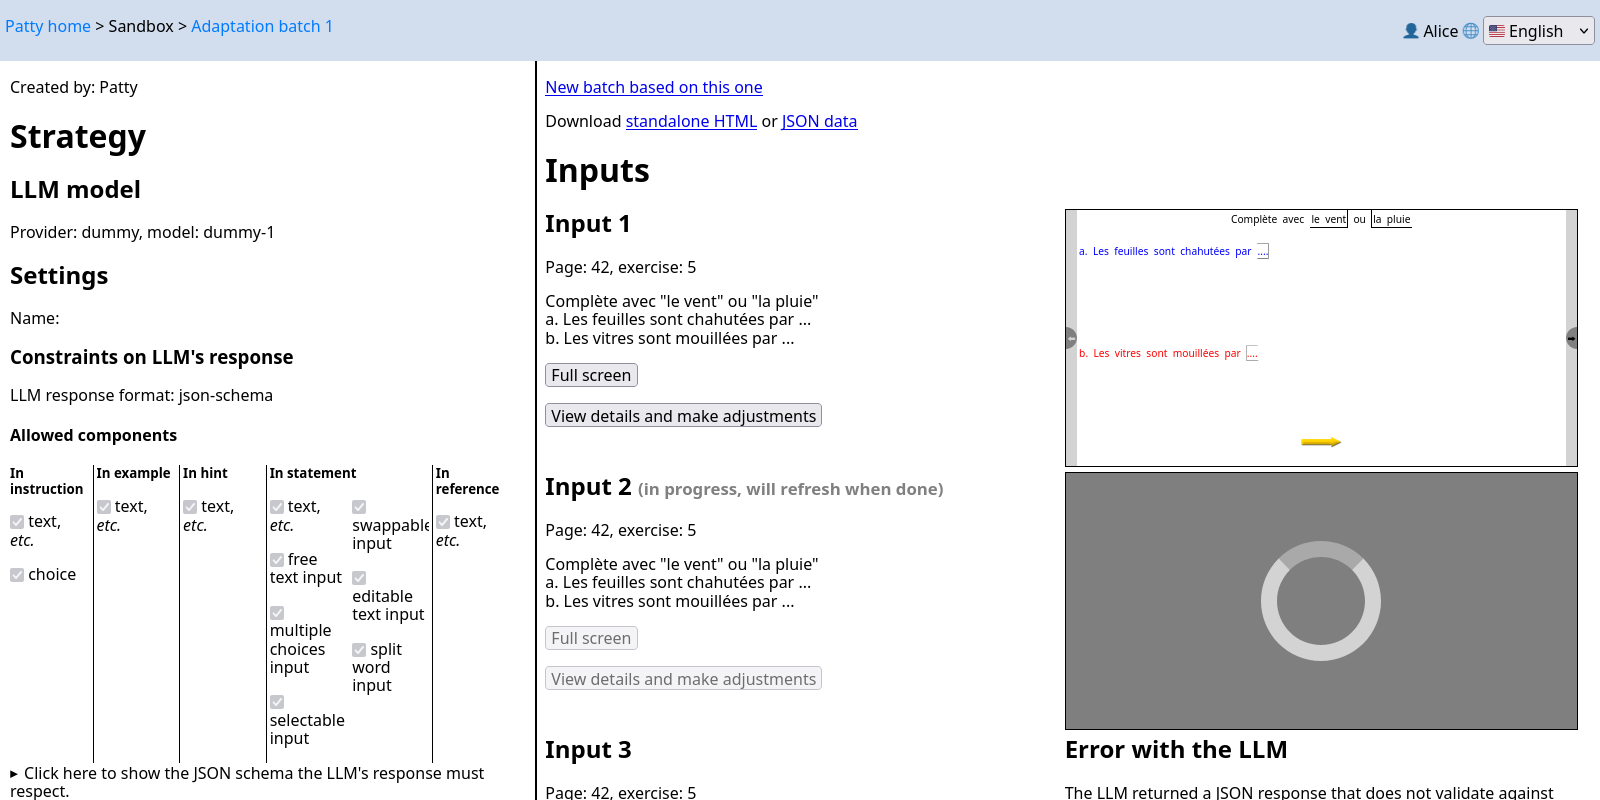 Patty home > Sandbox > Adaptation batch 1
Alice
English
Created by: Patty
Strategy
LLM model
Provider: dummy, model: dummy-1
Settings
Name:
Constraints on LLM's response
LLM response format: json-schema
Allowed components
In instruction
text, etc.
choice
In example
text, etc.
In hint
text, etc.
In statement
text, etc.
free text input
multiple choices input
selectable input
swappable input
editable text input
split word input
In reference
text, etc.
Click here to show the JSON schema the LLM's response must
respect.
New batch based on this one
Download standalone HTML or JSON data
Inputs
Input 1
Page: 42, exercise: 5
Complète avec "le vent" ou "la pluie"
a. Les feuilles sont chahutées par ...
b. Les vitres sont mouillées par ...
Full screen
View details and make adjustments
Complète avec le vent ou la pluie
a. Les feuilles sont chahutées par ....
b. Les vitres sont mouillées par ....
Input 2 (in progress, will refresh when done)
Page: 42, exercise: 5
Complète avec "le vent" ou "la pluie"
a. Les feuilles sont chahutées par ...
b. Les vitres sont mouillées par ...
Full screen
View details and make adjustments
Input 3
Page: 42, exercise: 5
Error with the LLM
The LLM returned a JSON response that does not validate against